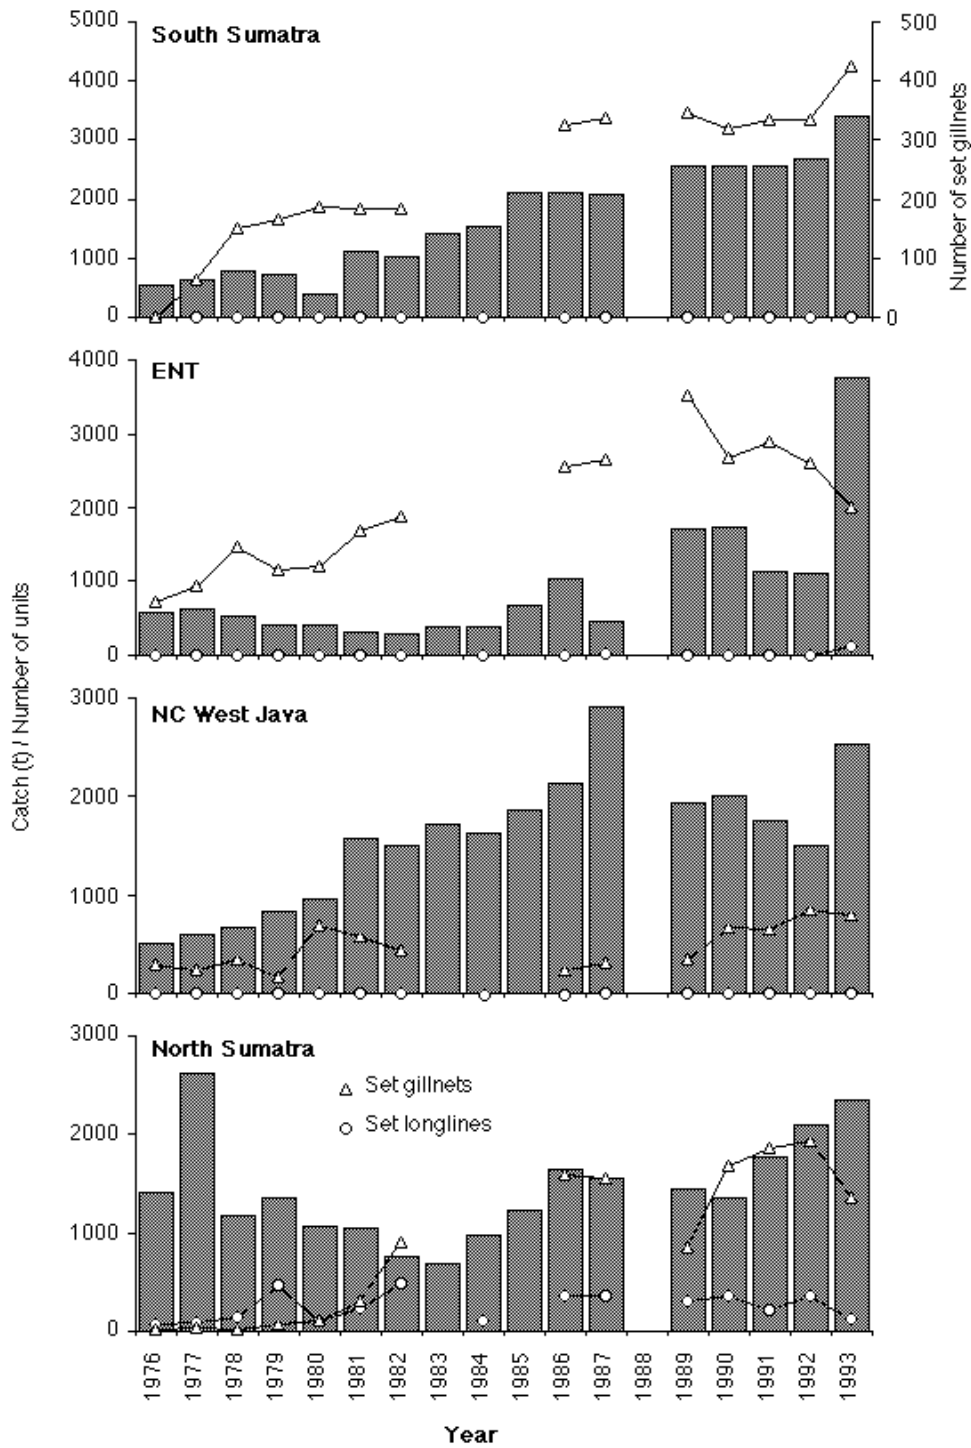 5000
South Sumatra
500
4000
400
3000
300
2000
200
1000
100
0
0
Number of set gillnets
4000
ENT
3000
2000
1000
0
Catch (t) / Number of units
3000
NC West Java
2000
1000
0
3000
North Sumatra
Set gillnets
Set longlines
2000
1000
0
1976 1977 1978 1979 1980 1981 1982 1983 1984 1985 1986 1987 1988 1989 1990 1991 1992 1993
Year